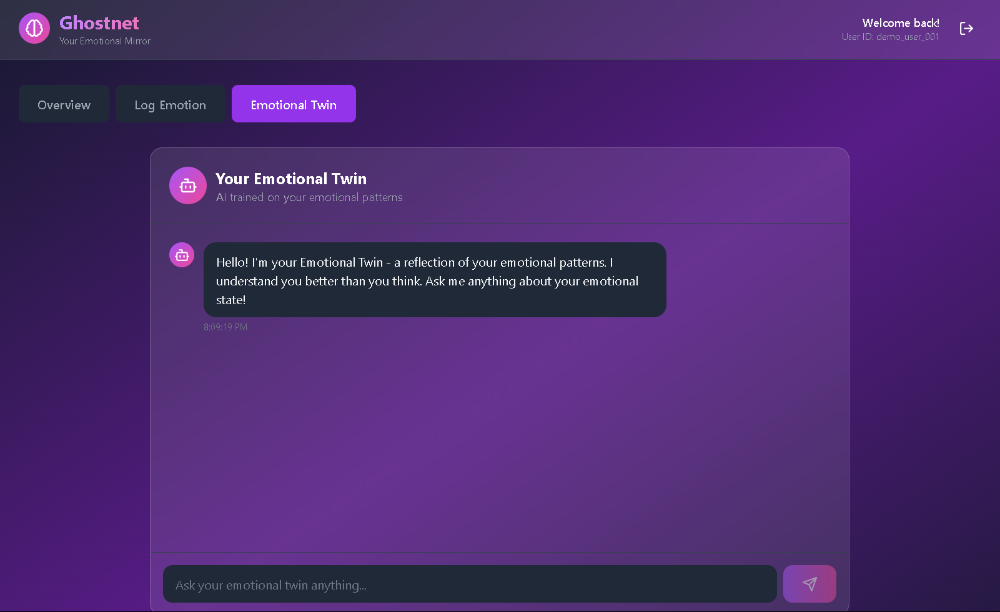 Ghostnet
Your Emotional Mirror
Welcome back!
User ID: demo_user_001
Overview
Log Emotion
Emotional Twin
Your Emotional Twin
AI trained on your emotional patterns
Hello! I'm your Emotional Twin - a reflection of your emotional patterns. I
understand you better than you think. Ask me anything about your emotional
state!
8:09:19 PM
Ask your emotional twin anything...